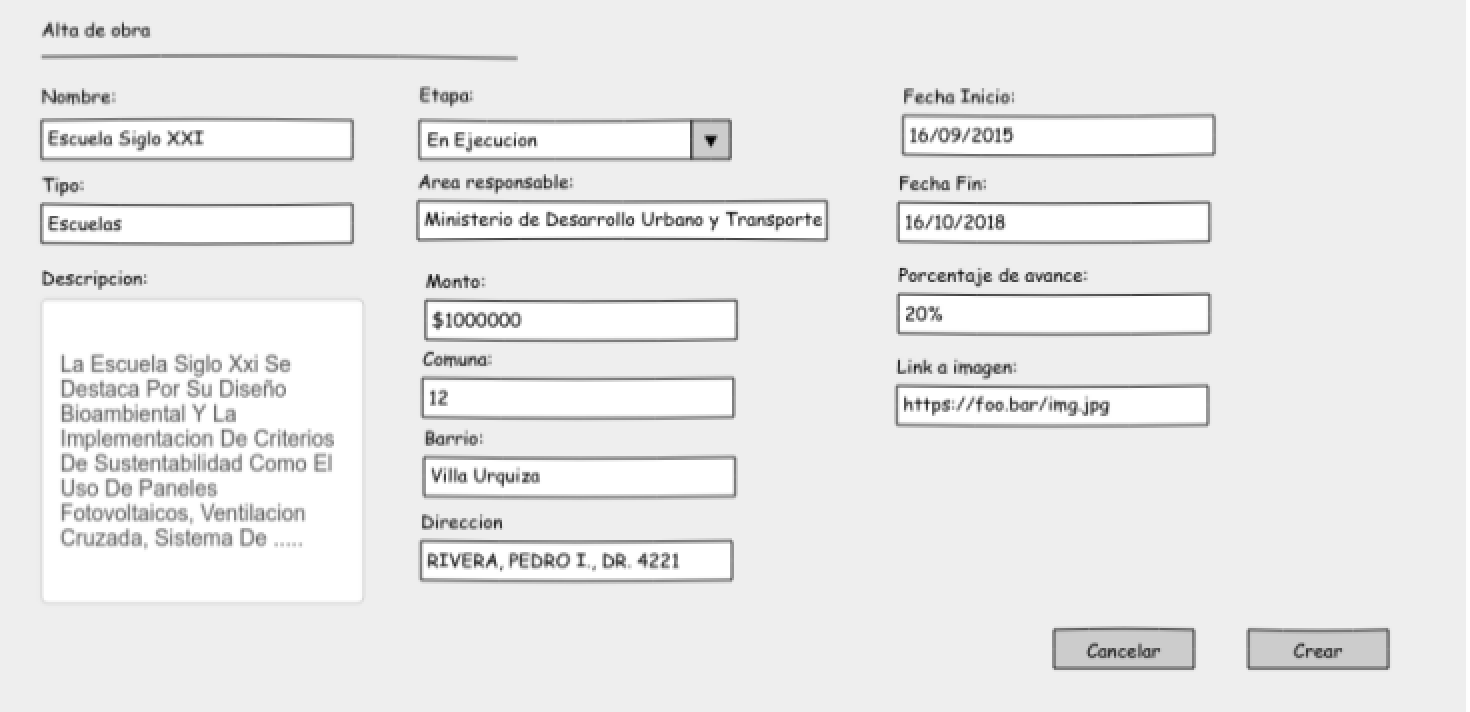 Alta de obra
Nombre:
Escuela Siglo XXI
Tipo:
Escuelas
Descripcion:
La Escuela Siglo Xxi Se
Destaca Por Su Diseño
Bioambiental Y La
Implementacion De Criterios
De Sustentabilidad Como El
Uso De Paneles
Fotovoltaicos, Ventilacion
Cruzada, Sistema De .....
Etapa:
En Ejecucion
Area responsable:
Ministerio de Desarrollo Urbano y Transporte
Monto:
$1000000
Comuna:
12
Barrio:
Villa Urquiza
Direccion
RIVERA, PEDRO I., DR. 4221
Fecha Inicio:
16/09/2015
Fecha Fin:
16/10/2018
Porcentaje de avance:
20%
Link a imagen:
https://foo.bar/img.jpg
Cancelar
Crear